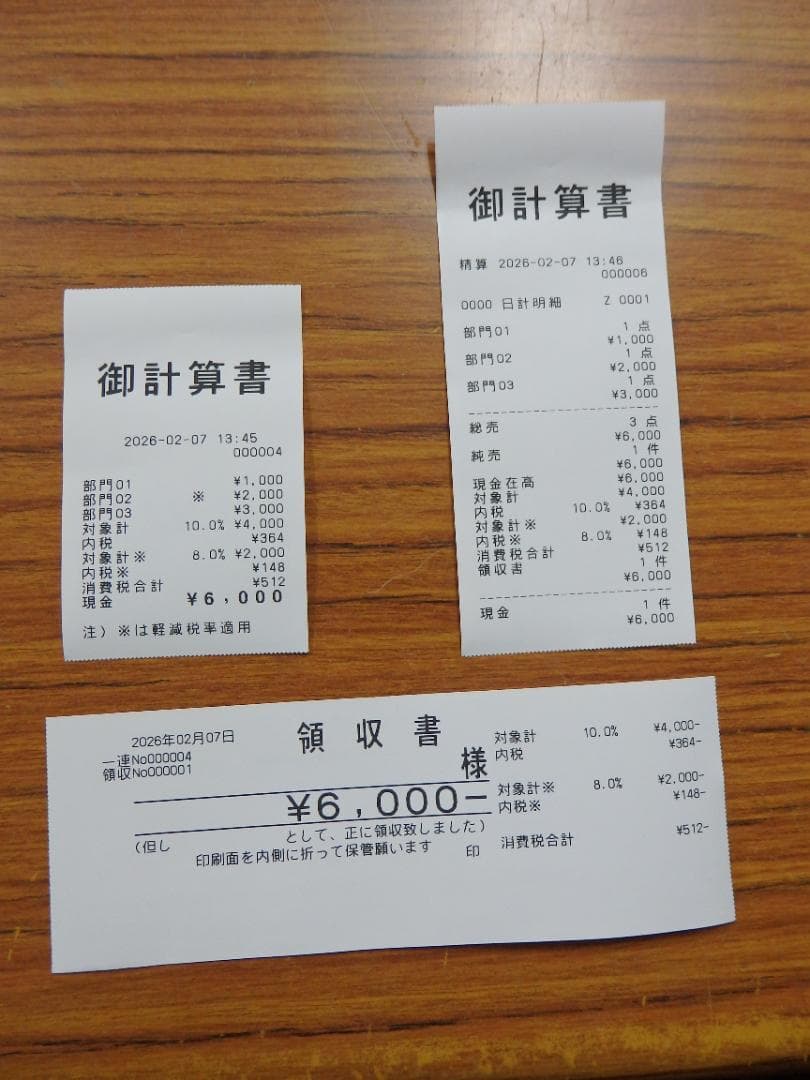 御計算書
2026-02-07 13:45
000004
部門01 ¥1,000
部門02 ※ ¥2,000
部門03 ¥3,000
対象計 10.0% ¥4,000
内税 ¥364
対象計※ 8.0% ¥2,000
内税※ ¥148
消費税合計 ¥512
現金 ¥6,000
注) ※は軽減税率適用
御計算書
精算 2026-02-07 13:46
000006
0000 日計明細 Z 0001
部門01 1 点
¥1,000
部門02 1 点
¥2,000
部門03 1 点
¥3,000
総売 3 点
¥6,000
純売 1 件
¥6,000
現金在高 ¥6,000
対象計 ¥4,000
内税 10.0% ¥364
対象計※ ¥2,000
内税※ 8.0% ¥148
消費税合計 ¥512
領収書 1 件
¥6,000
現金 1 件
¥6,000
2026年02月07日
一連No000004
領収No000001
領収書
様
¥6,000-
(但し として、正に領収致しました)
印刷面を内側に折って保管願います 印
対象計 10.0% ¥4,000-
内税 ¥364-
対象計※ 8.0% ¥2,000-
内税※ ¥148-
消費税合計 ¥512-